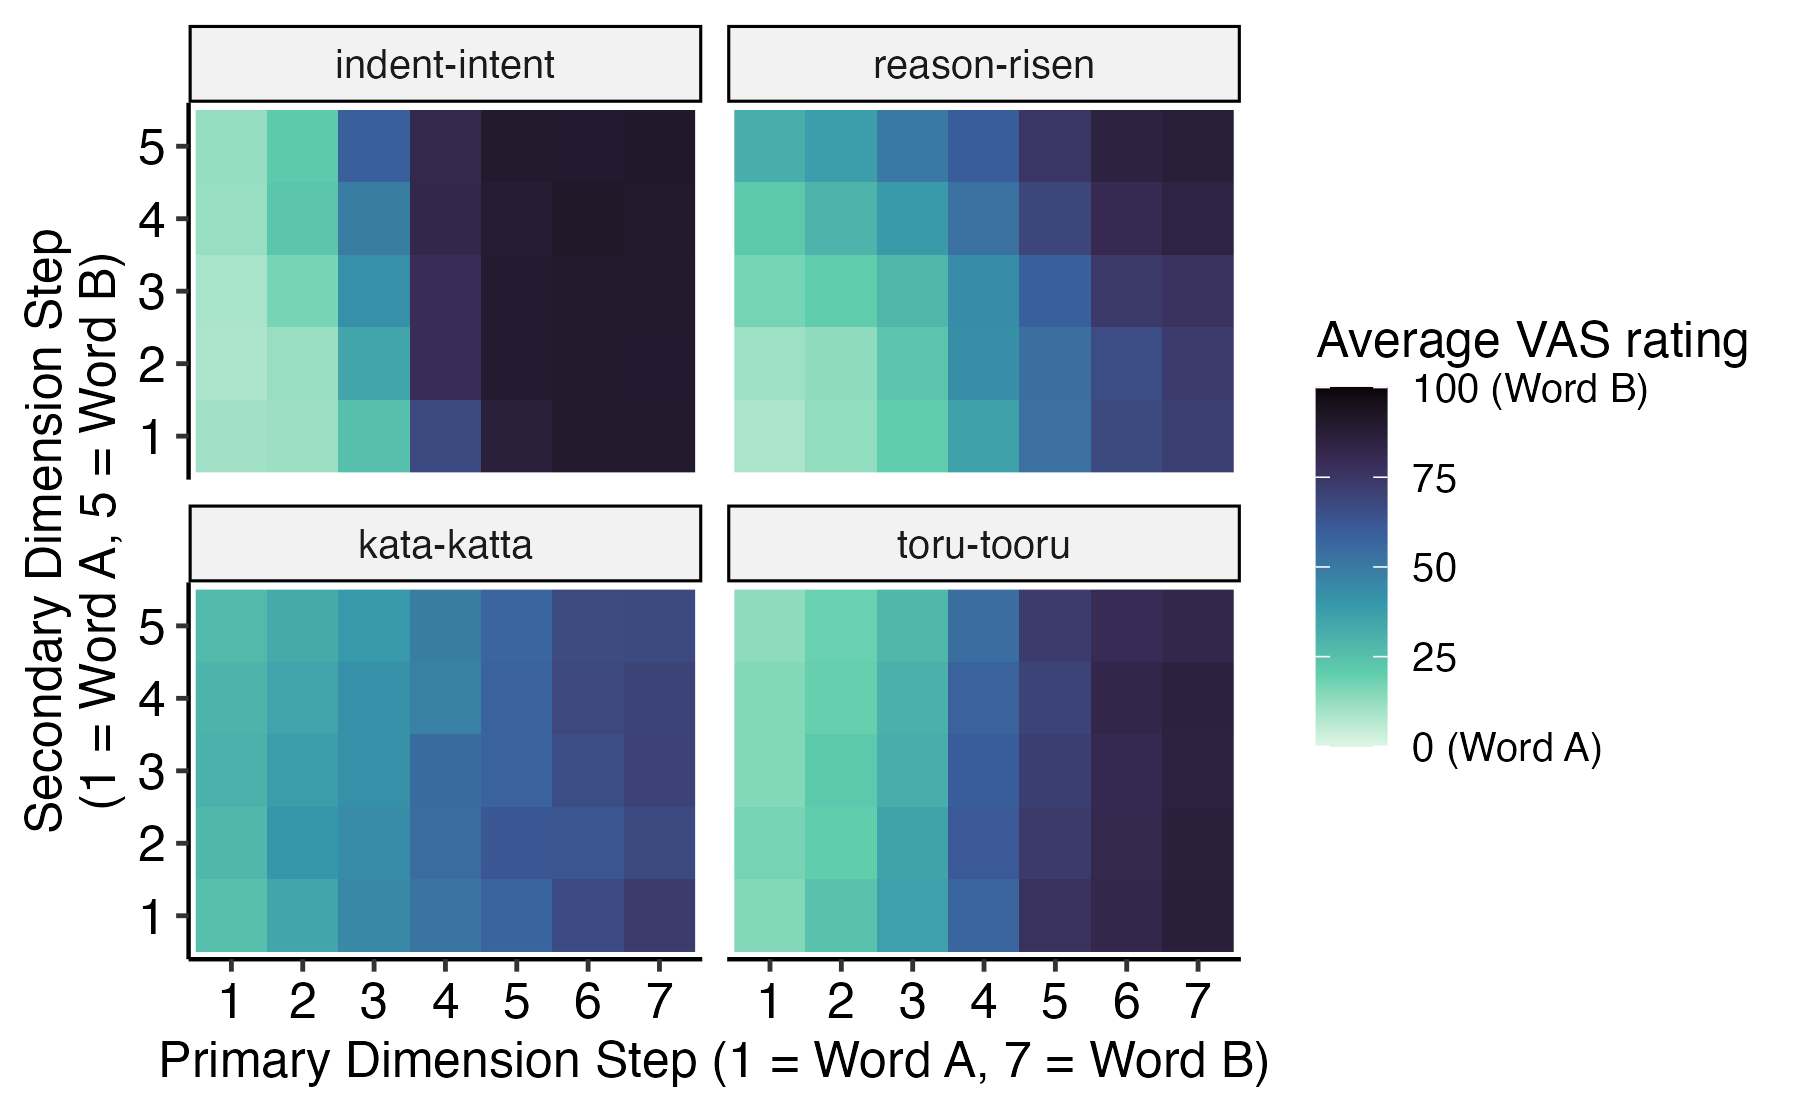 indent-intent
reason-risen
5
4
3
2
1
kata-katta
toru-tooru
5
4
3
2
1
1 2 3 4 5 6 7
1 2 3 4 5 6 7
Primary Dimension Step (1 = Word A, 7 = Word B)
Secondary Dimension Step
(1 = Word A, 5 = Word B)
Average VAS rating
100 (Word B)
75
50
25
0 (Word A)